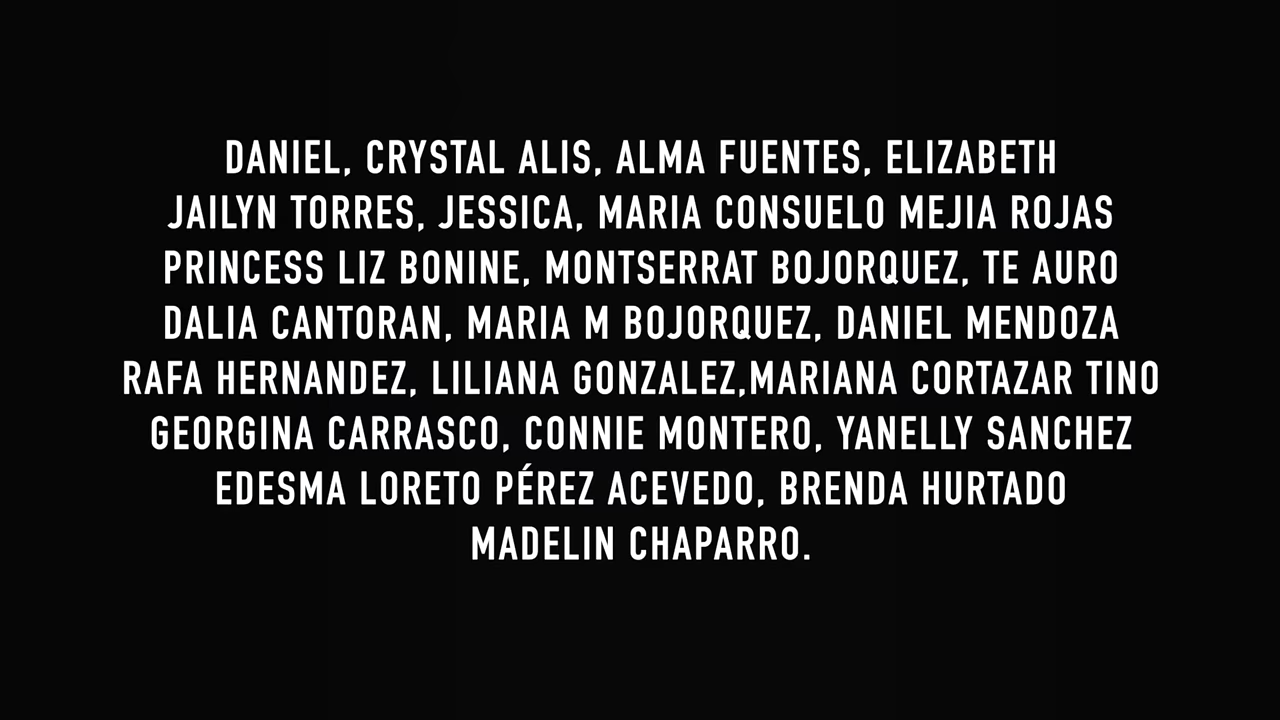 DANIEL, CRYSTAL ALIS, ALMA FUENTES, ELIZABETH
JAILYN TORRES, JESSICA, MARIA CONSUELO MEJIA ROJAS
PRINCESS LIZ BONINE, MONTSERRAT BOJORQUEZ, TE AURO
DALIA CANTORAN, MARIA M BOJORQUEZ, DANIEL MENDOZA
RAFA HERNANDEZ, LILIANA GONZALEZ,MARIANA CORTAZAR TINO
GEORGINA CARRASCO, CONNIE MONTERO, YANELLY SANCHEZ
EDESMA LORETO PÉREZ ACEVEDO, BRENDA HURTADO
MADELIN CHAPARRO.